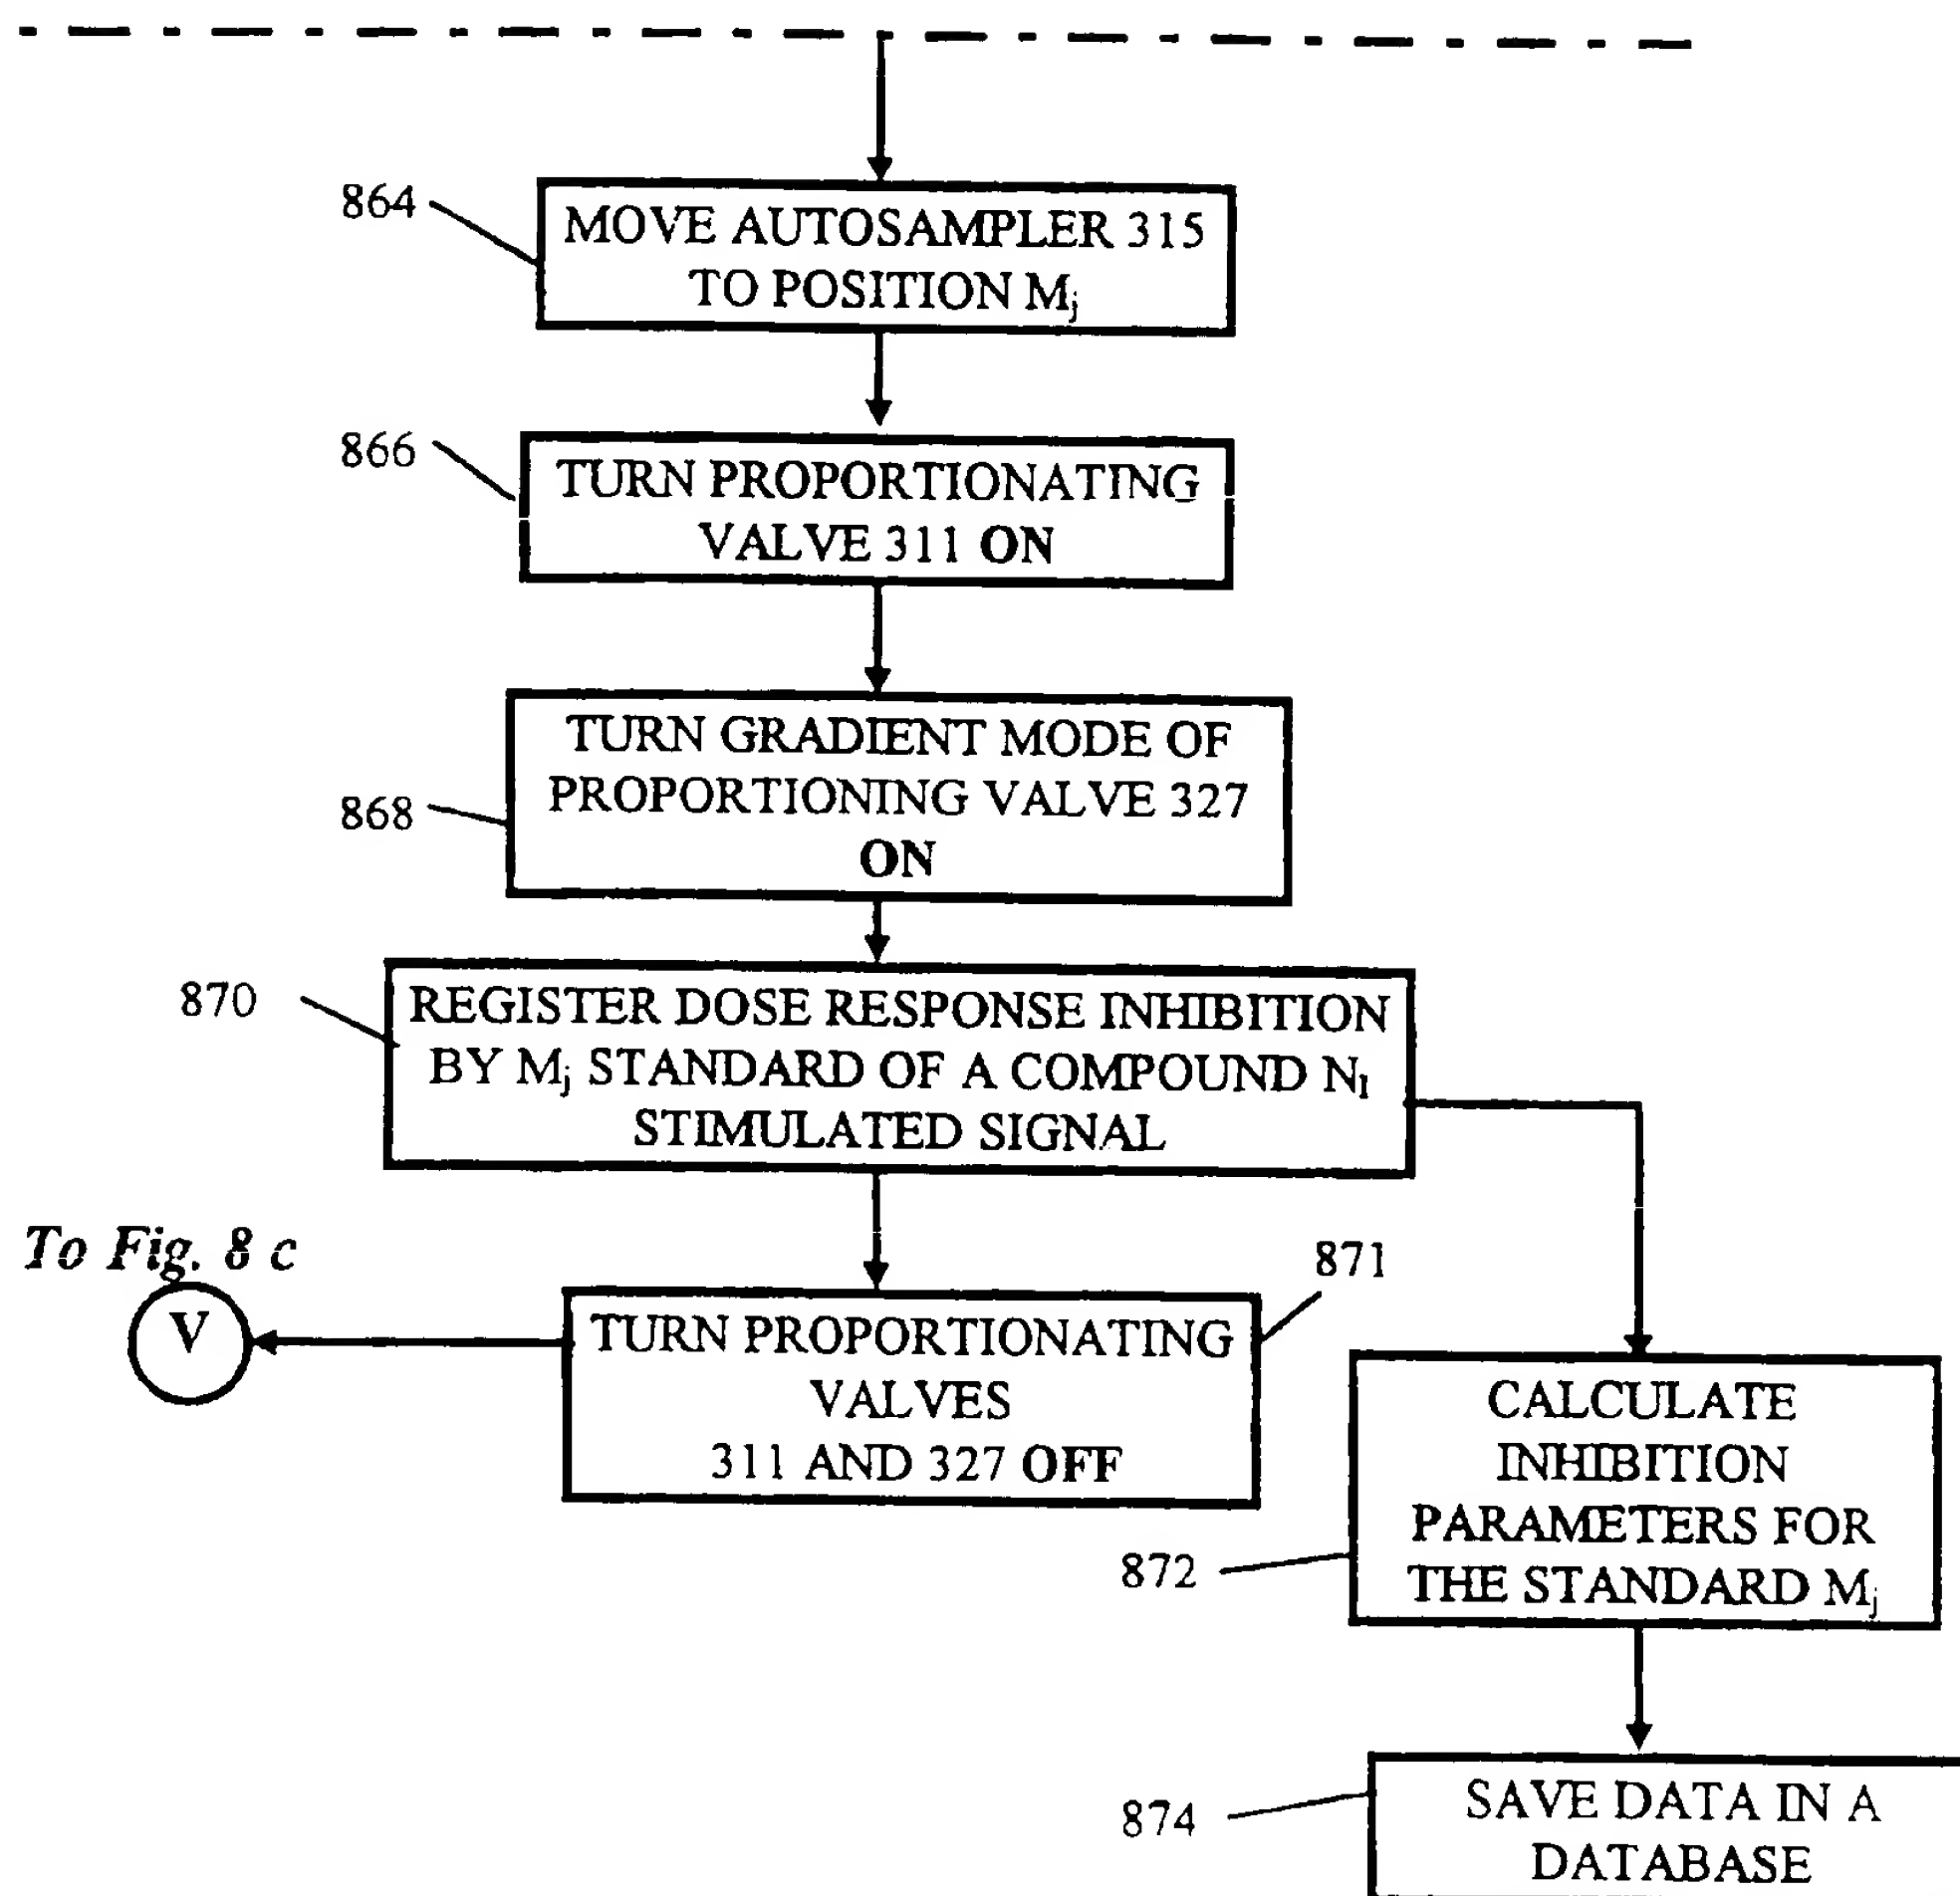 864
MOVE AUTOSAMPLER 315
TO POSITION Mj
866
TURN PROPORTIONATING
VALVE 311 ON
868
TURN GRADIENT MODE OF
PROPORTIONING VALVE 327
ON
870
REGISTER DOSE RESPONSE INHIBITION
BY Mj STANDARD OF A COMPOUND N1
STIMULATED SIGNAL
To Fig. 8 c
V
871
TURN PROPORTIONATING
VALVES
311 AND 327 OFF
872
CALCULATE
INHIBITION
PARAMETERS FOR
THE STANDARD Mj
874
SAVE DATA IN A
DATABASE